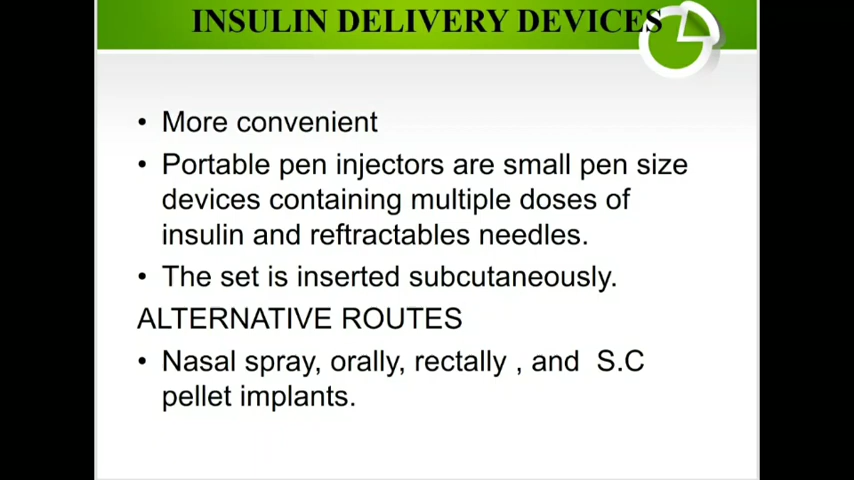 INSULIN DELIVERY DEVICES
• More convenient
• Portable pen injectors are small pen size
devices containing multiple doses of
insulin and reftractables needles.
• The set is inserted subcutaneously.
ALTERNATIVE ROUTES
• Nasal spray, orally, rectally , and S.C
pellet implants.